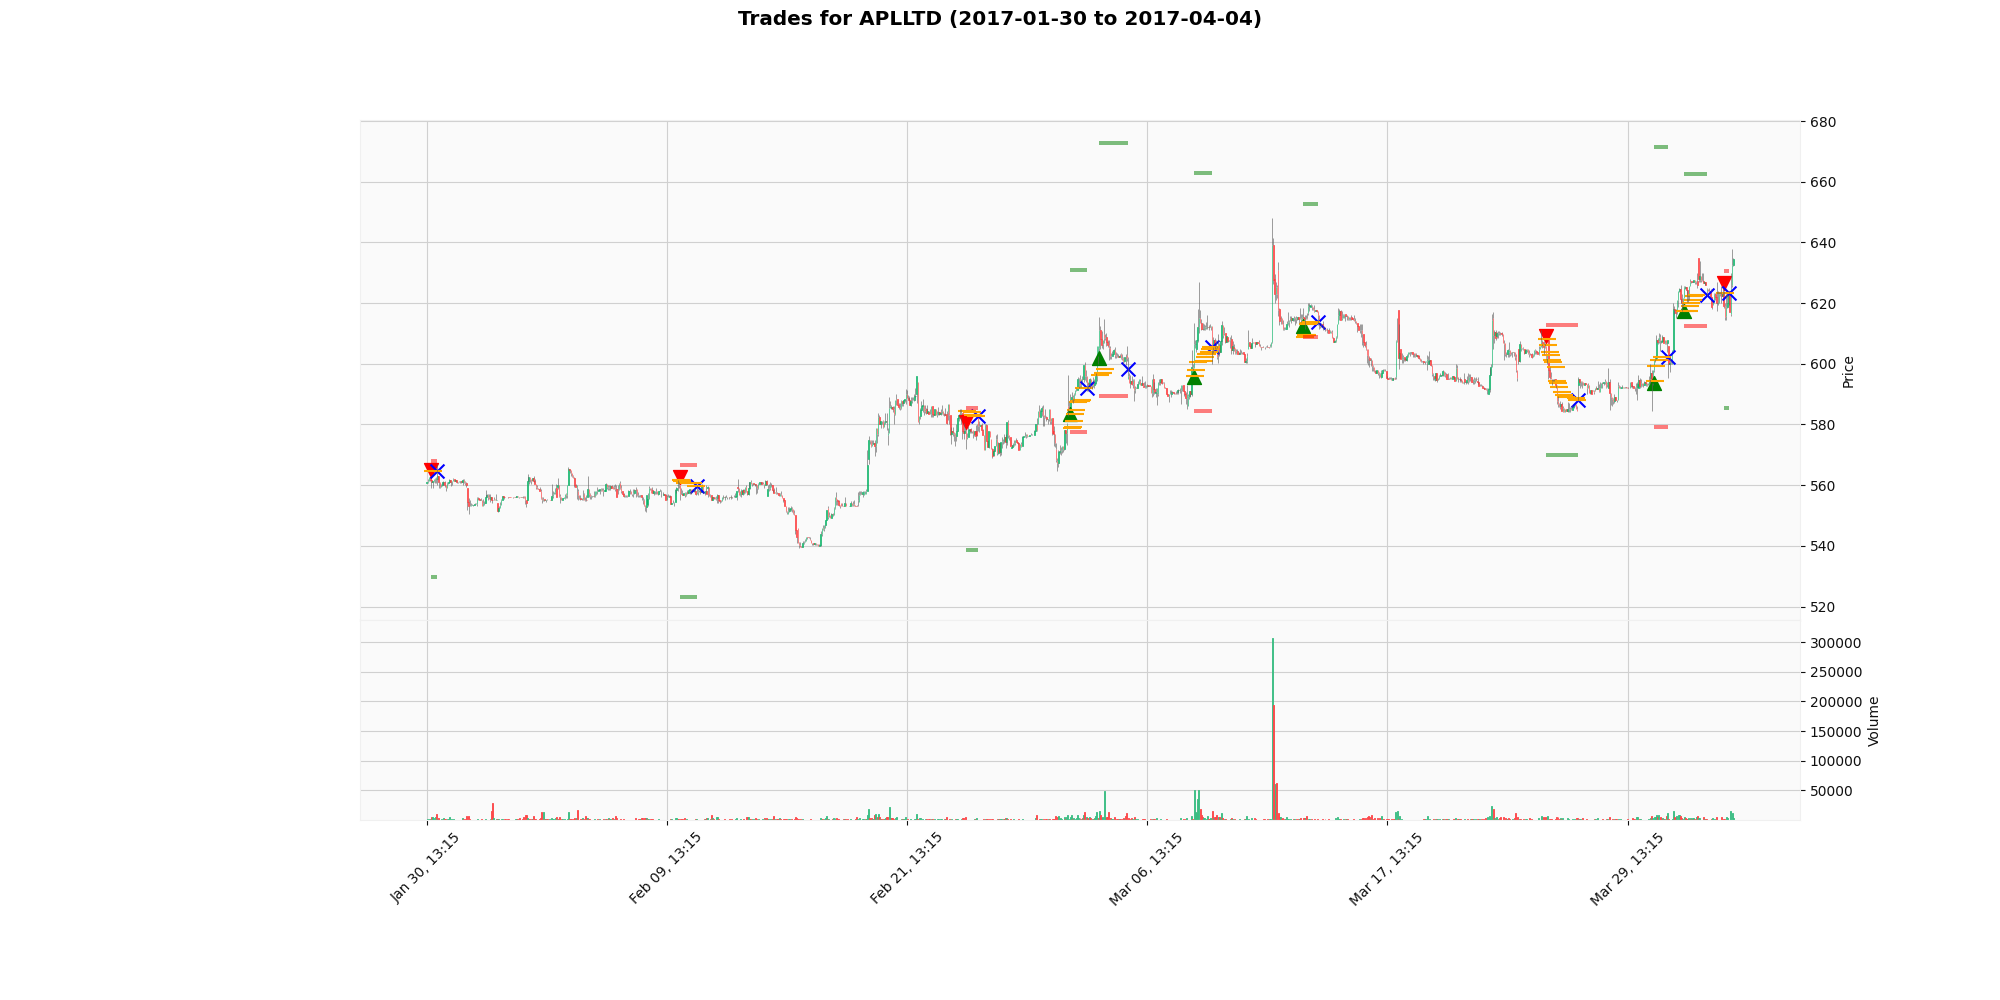 Trades for APLLTD (2017-01-30 to 2017-04-04)
680
660
640
620
600
580
560
540
520
Price
300000
250000
200000
150000
100000
50000
Volume
Jan 30, 13:15
Feb 09, 13:15
Feb 21, 13:15
Mar 06, 13:15
Mar 17, 13:15
Mar 29, 13:15